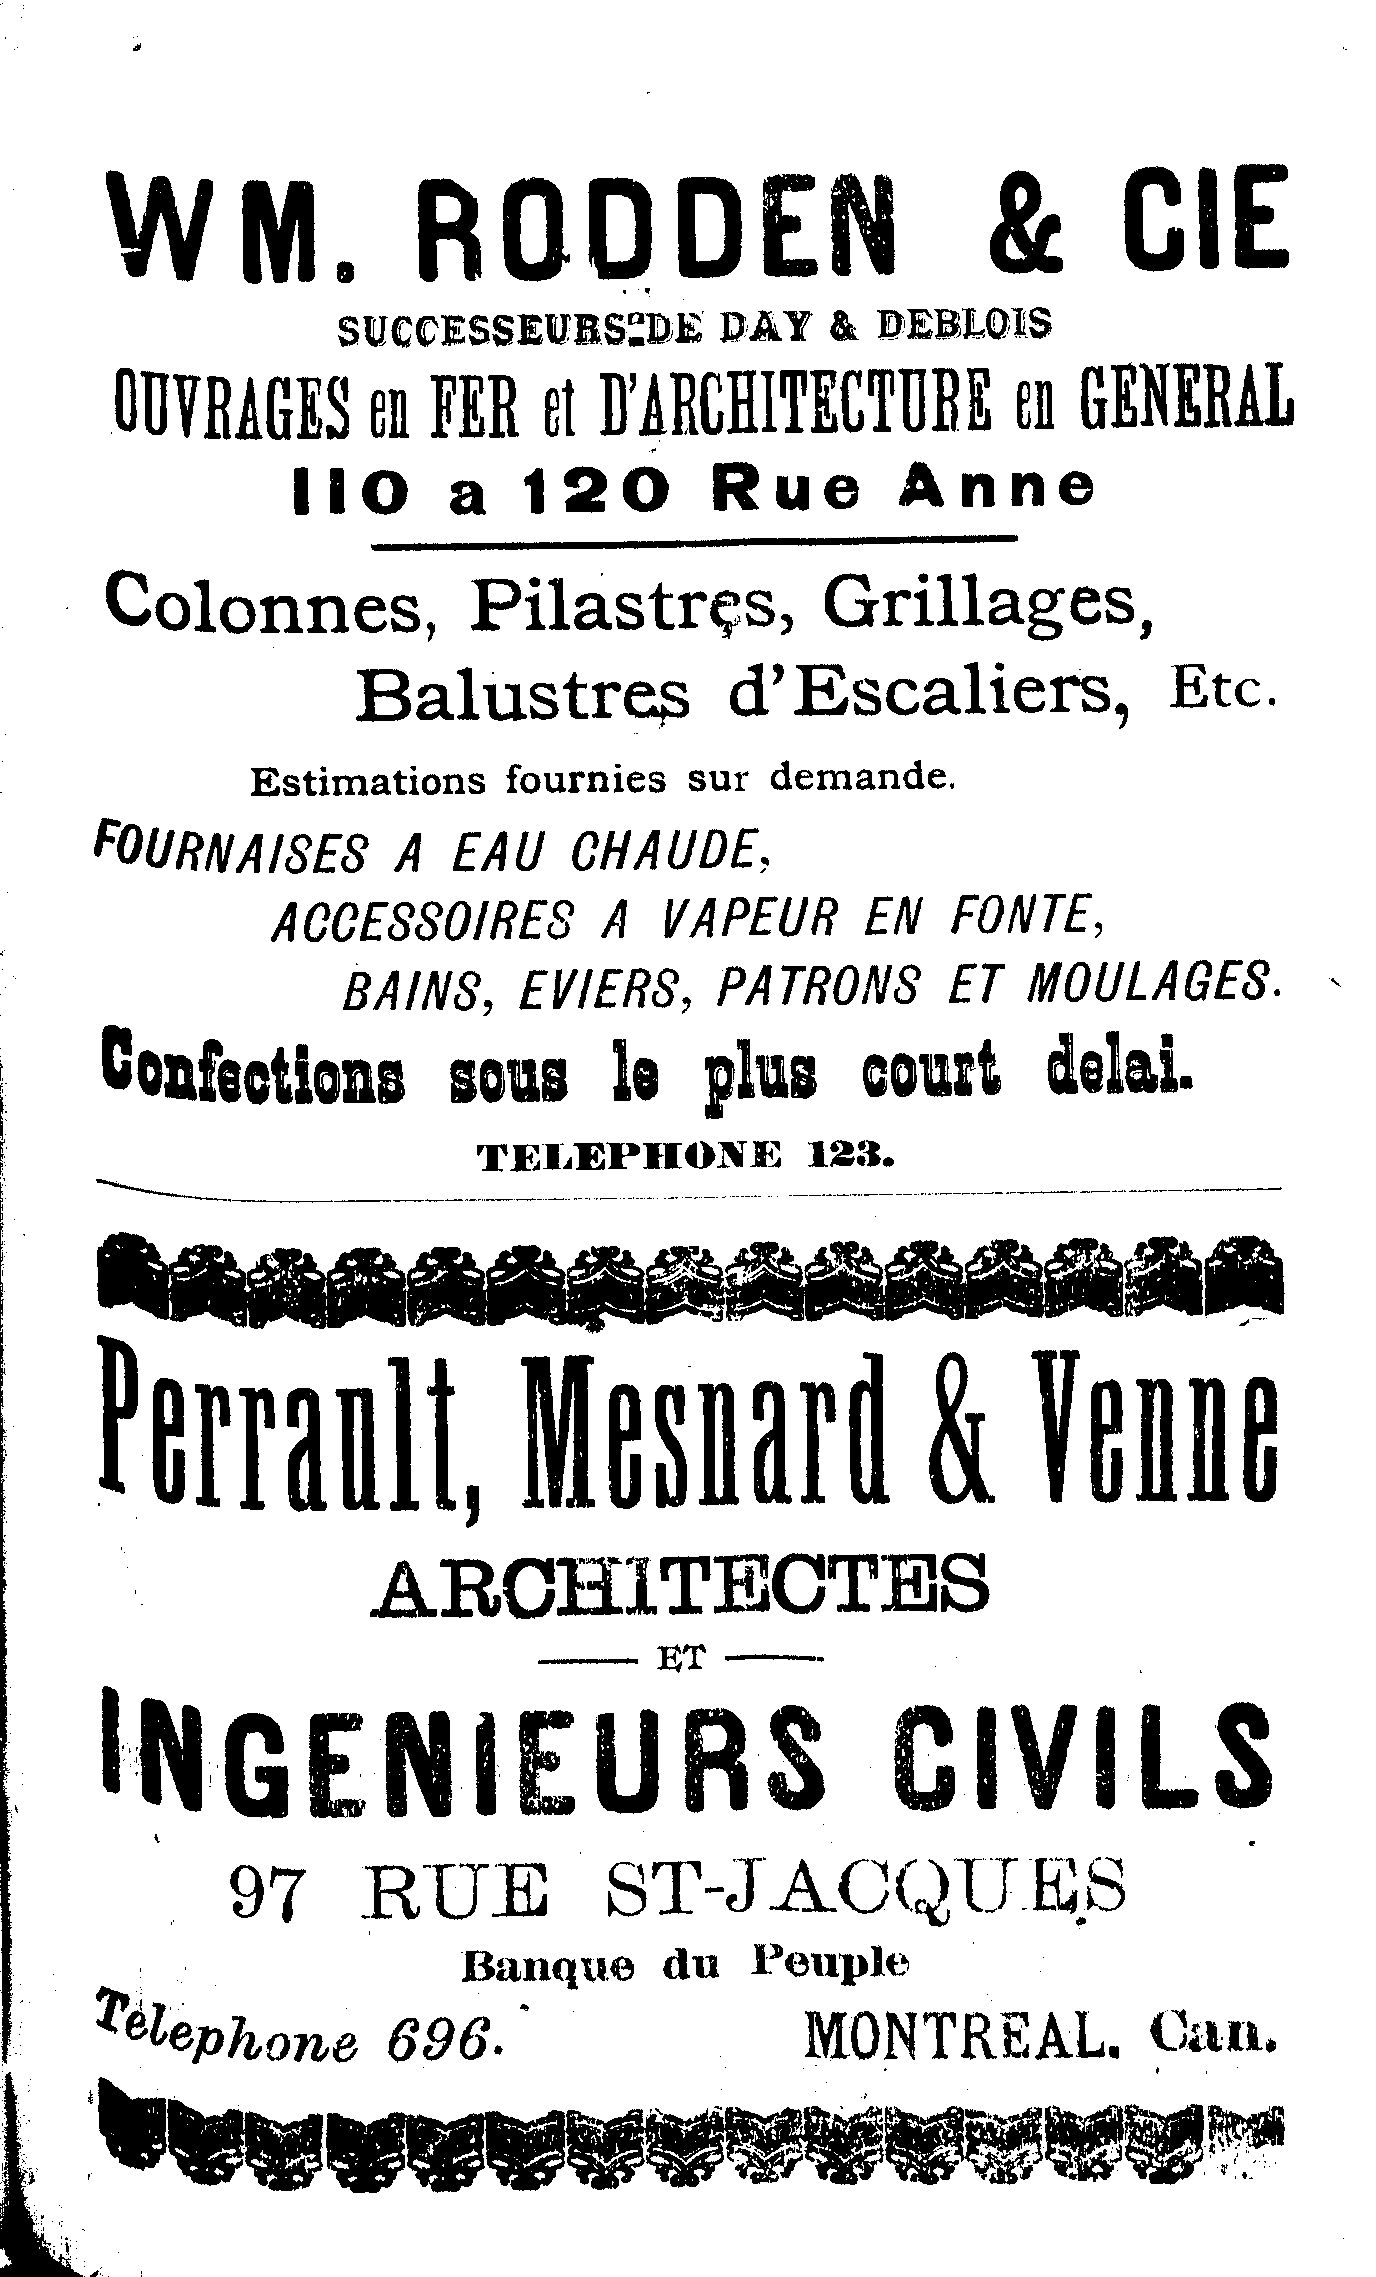 WM. RODDEN & CIE
SUCCESSEURS DE DAY & DEBLOIS
OUVRAGES en FER et D'ARCHITECTURE en GENERAL
110 a 120 Rue Anne
Colonnes, Pilastres, Grillages,
Balustres d'Escaliers, Etc.
Estimations fournies sur demande.
FOURNAISES A EAU CHAUDE,
ACCESSOIRES A VAPEUR EN FONTE,
BAINS, EVIERS, PATRONS ET MOULAGES.
Confections sous le plus court delai.
TELEPHONE 123.
Perrault, Mesnard & Venne
ARCHITECTES
ET
INGENIEURS CIVILS
97 RUE ST-JACQUES
Banque du Peuple
Telephone 696. MONTREAL. Can.